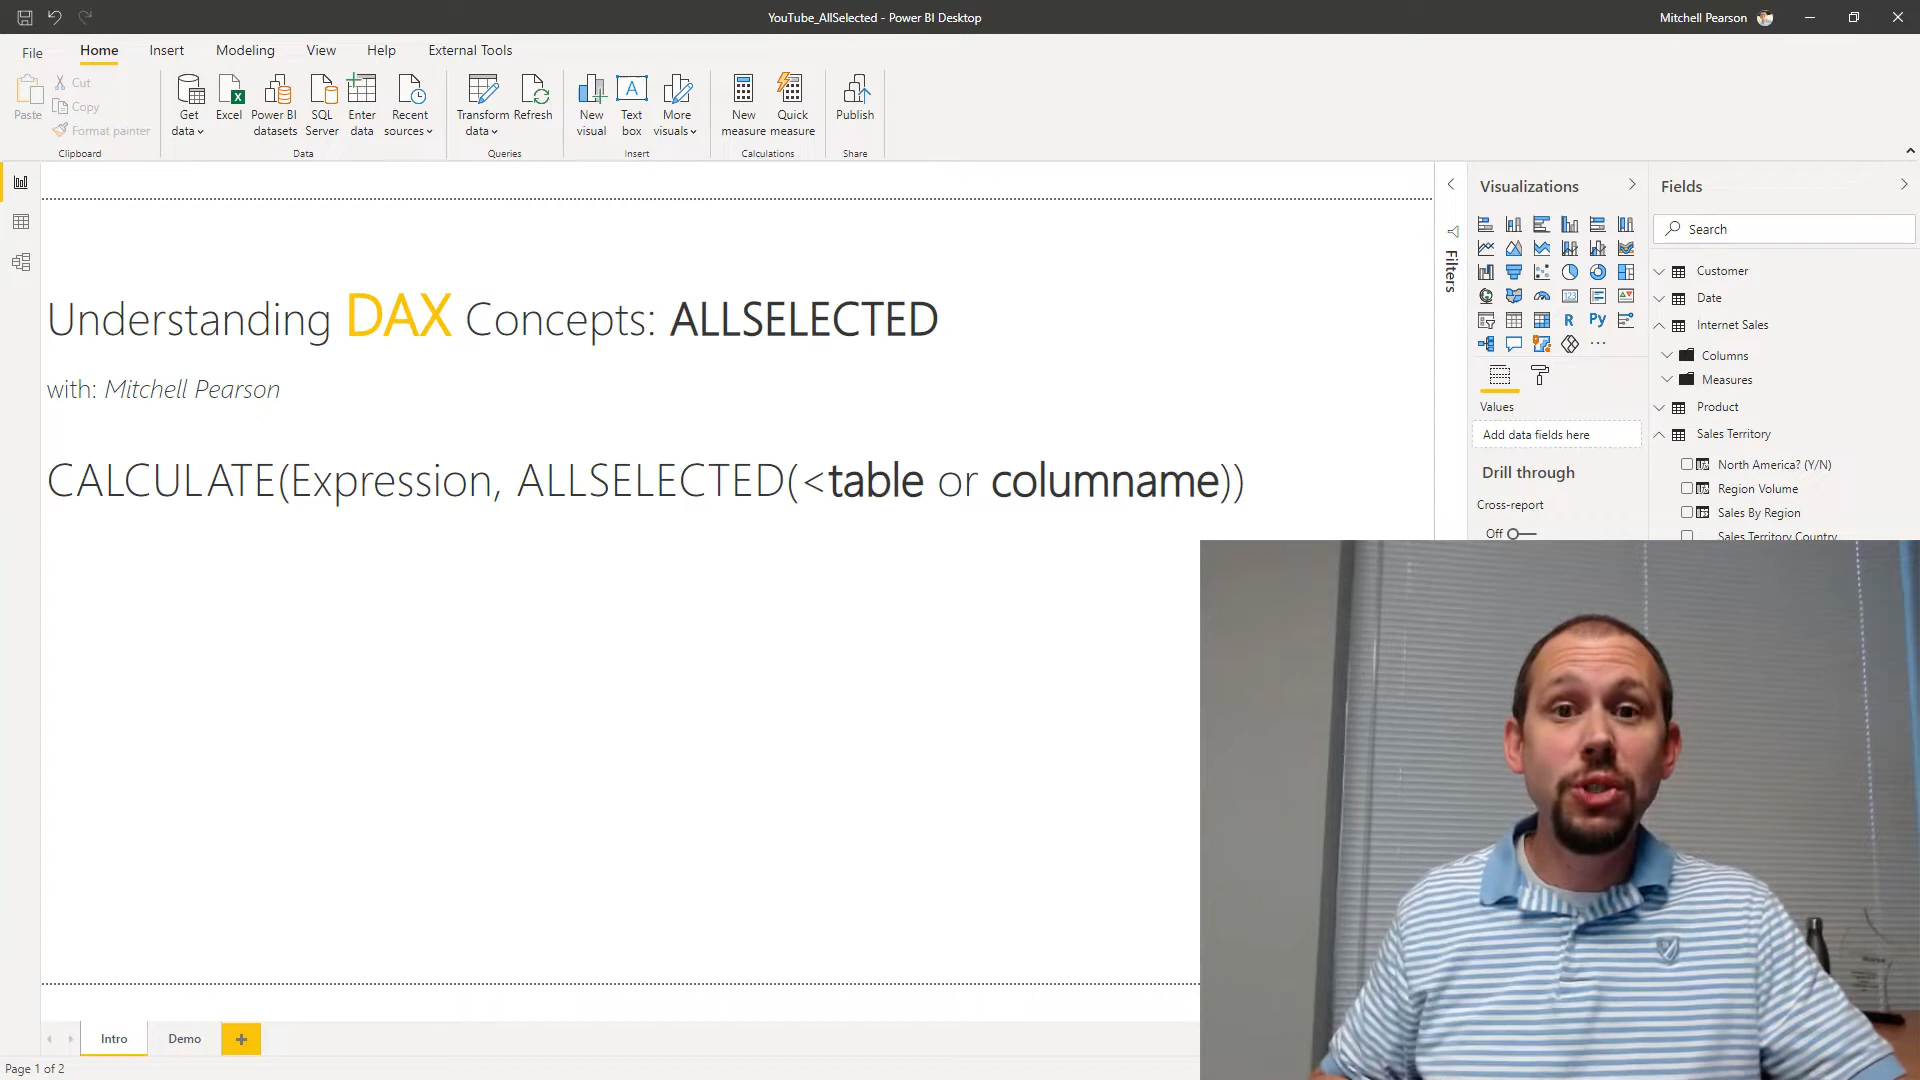 YouTube_AllSelected - Power BI Desktop
Mitchell Pearson
File Home Insert Modeling View Help External Tools
Paste
Cut
Copy
Format painter
Clipboard
Get data
Excel
Power BI datasets
SQL Server
Enter data
Recent sources
Data
Transform data
Refresh
Queries
New visual
Text box
More visuals
Insert
New measure
Quick measure
Calculations
Publish
Share
Understanding DAX Concepts: ALLSELECTED
with: Mitchell Pearson
CALCULATE(Expression, ALLSELECTED(<table or columname))
Filters
Visualizations
R Py
Values
Add data fields here
Drill through
Cross-report
Off
Fields
Search
Customer
Date
Internet Sales
Columns
Measures
Product
Sales Territory
North America? (Y/N)
Region Volume
Sales By Region
Sales Territory Country
Intro Demo +
Page 1 of 2